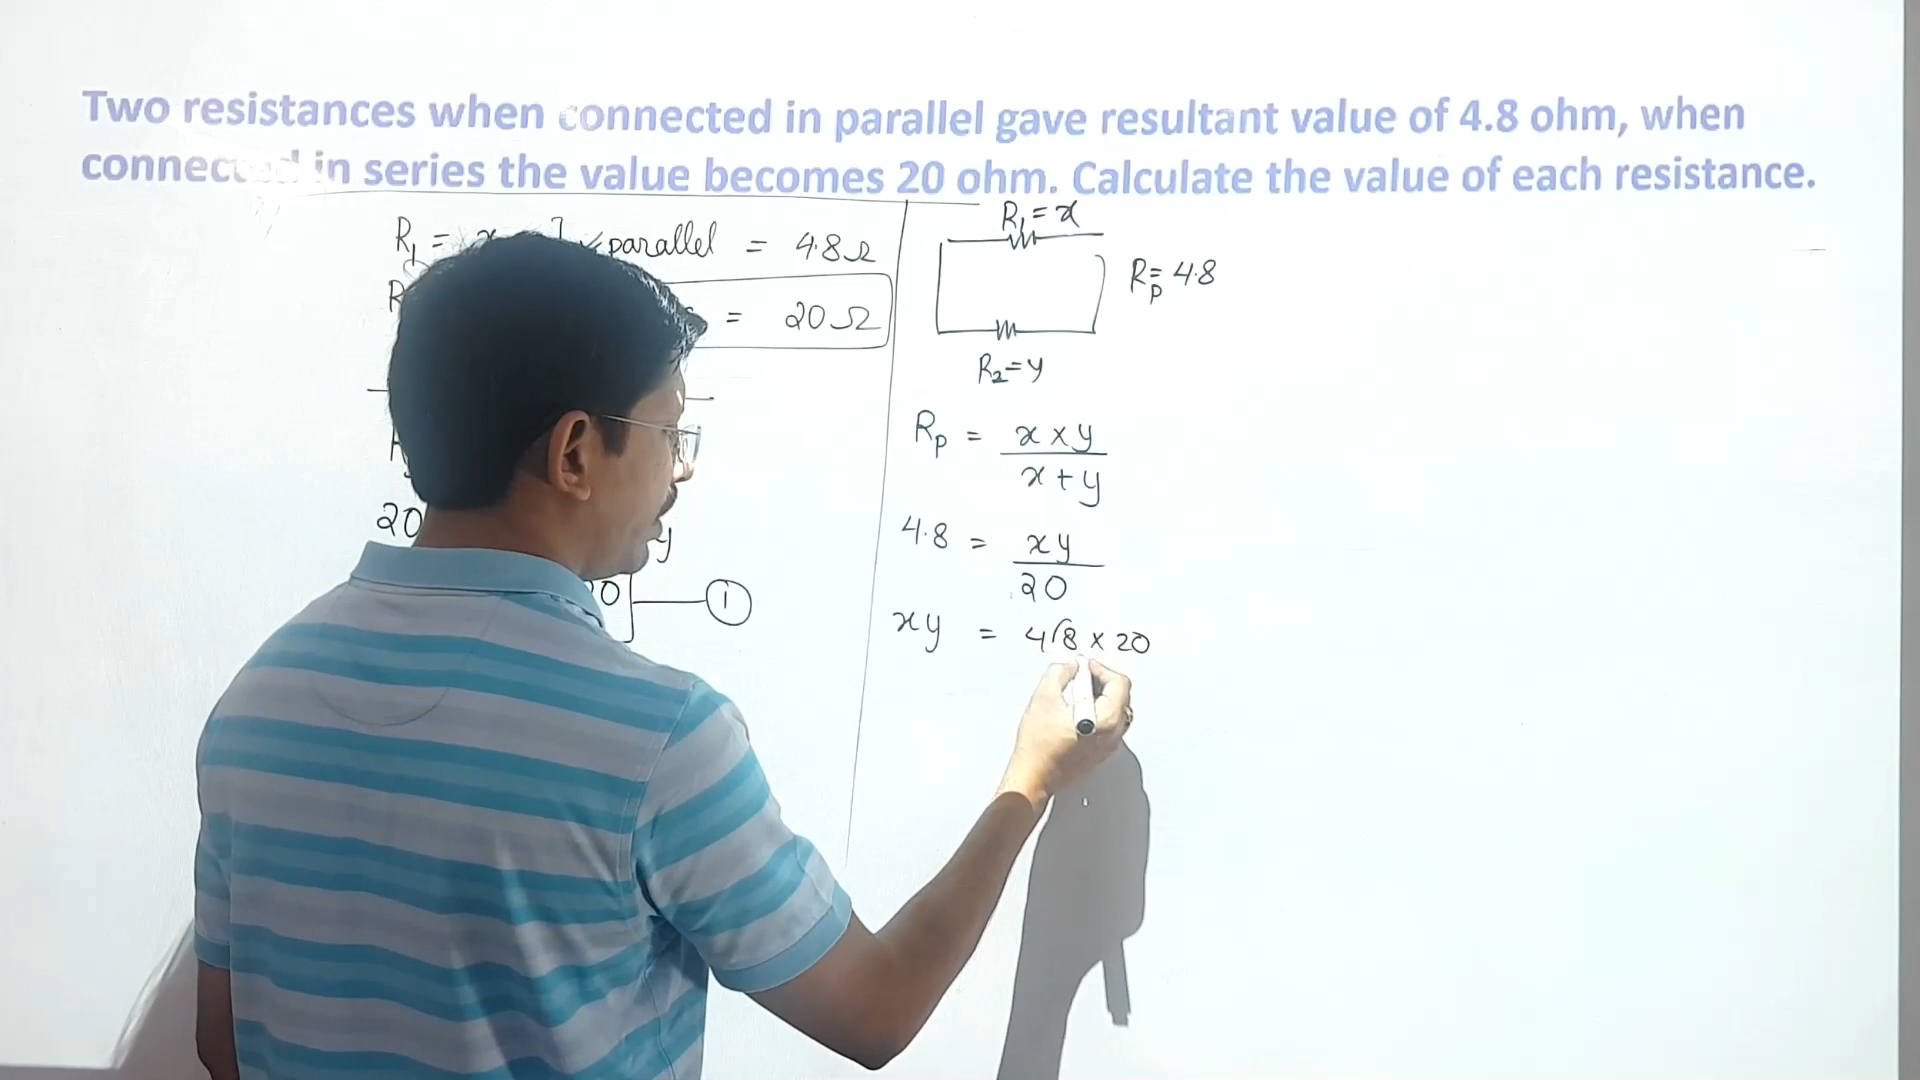 Two resistances when connected in parallel gave resultant value of 4.8 ohm, when
in series the value becomes 20 ohm. Calculate the value of each resistance.
R₁ = parallel = 4.8Ω
= 20Ω
20 y
①
R₁ = x
Rp = 4.8
R₂ = y
Rp = x × y / x + y
4.8 = xy / 20
xy = 4.8 × 20